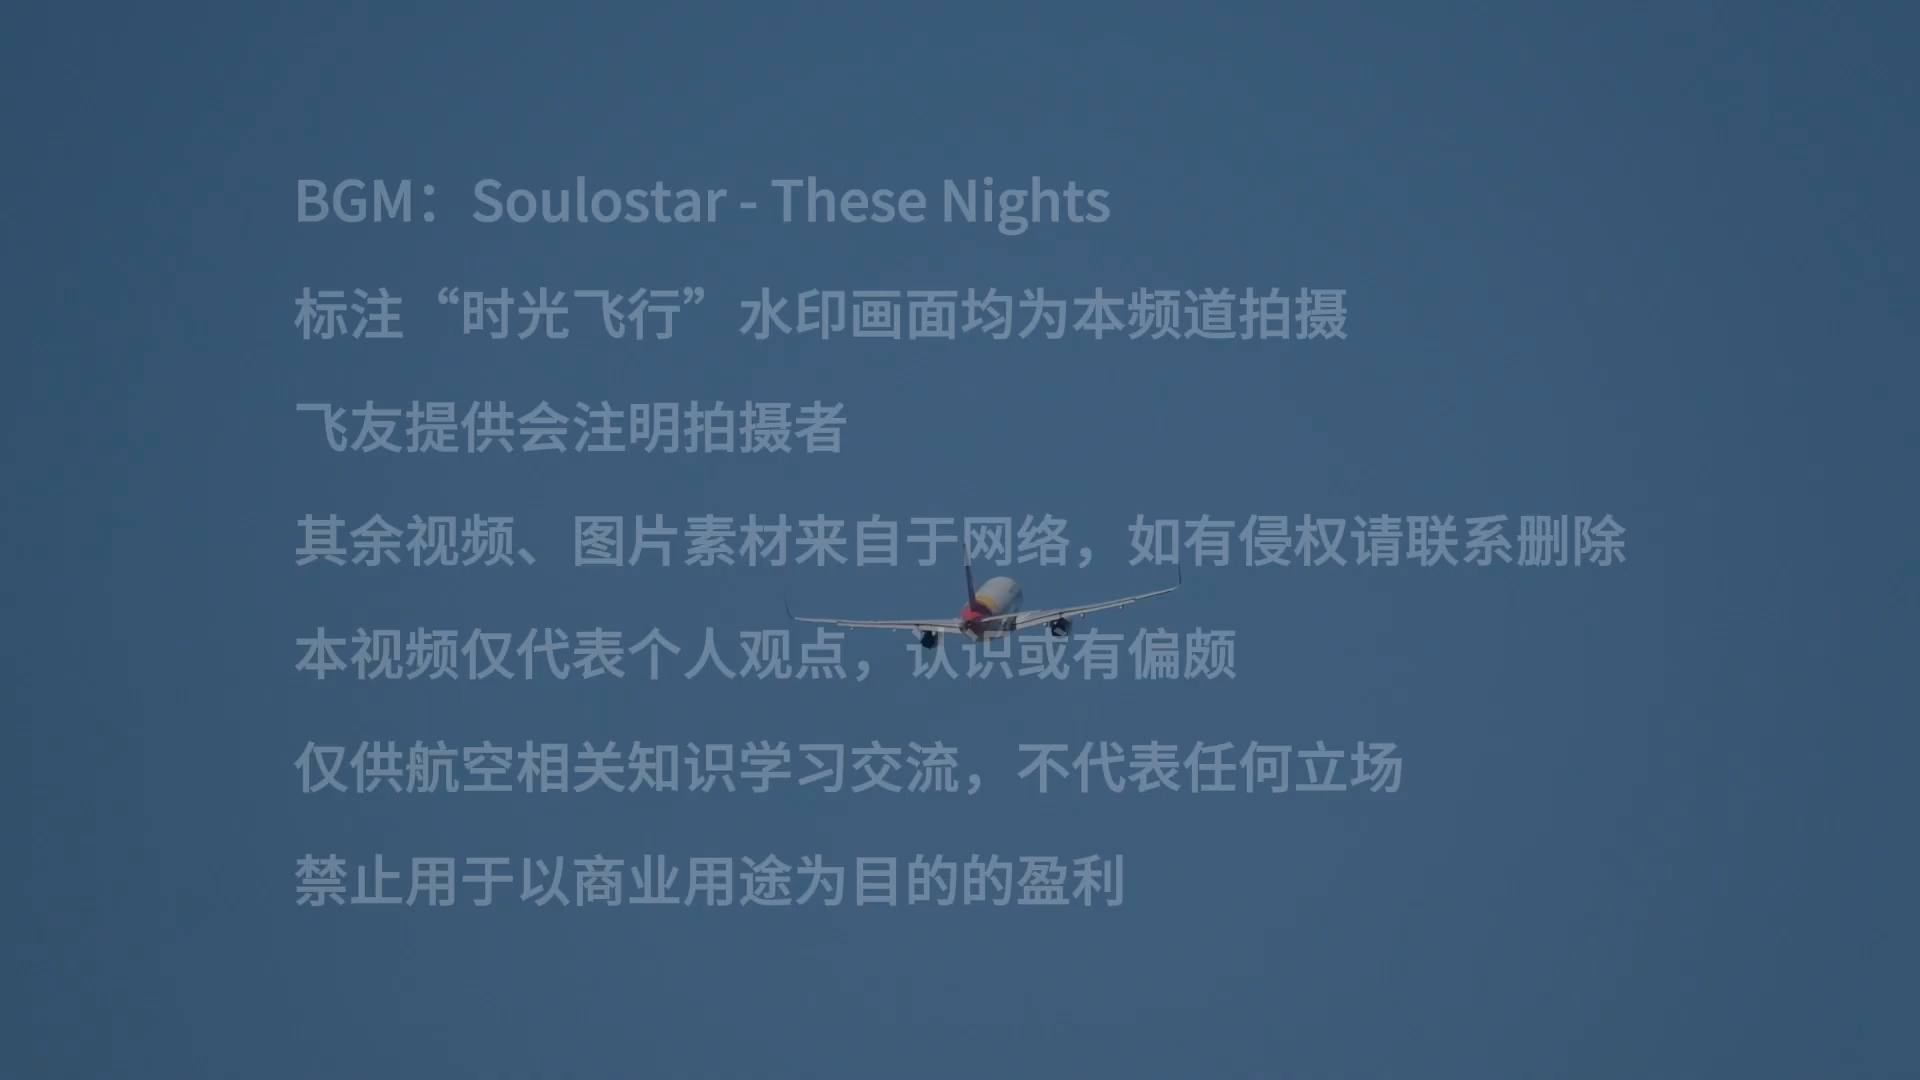 BGM：Soulostar - These Nights
标注“时光飞行”水印画面均为本频道拍摄
飞友提供会注明拍摄者
其余视频、图片素材来自于网络，如有侵权请联系删除
本视频仅代表个人观点，认识或有偏颇
仅供航空相关知识学习交流，不代表任何立场
禁止用于以商业用途为目的的盈利